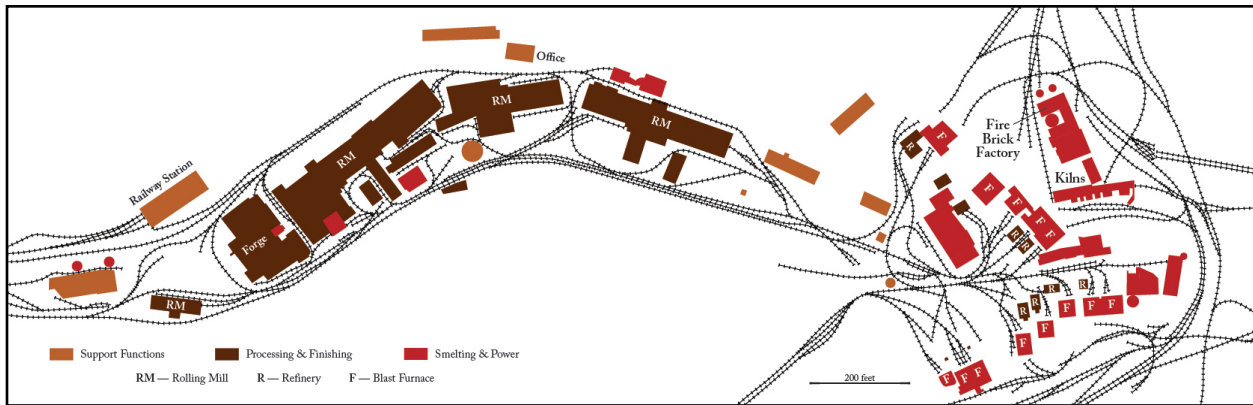 Office
RM
RM
RM
Railway Station
Forge
RM
R
F
Fire
Brick
Factory
Kilns
F
F
F
F
R
R
R
R
R
R
F
F
F
F
F
F
F
F
Support Functions
Processing & Finishing
Smelting & Power
RM — Rolling Mill
R — Refinery
F — Blast Furnace
200 feet